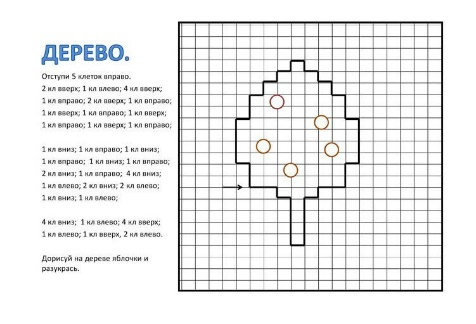 ДЕРЕВО.
Отступи 5 клеток вправо.
2 кл вверх; 1 кл влево; 4 кл вверх;
1 кл вправо; 2 кл вверх; 1 кл вправо;
1 кл вверх; 1 кл вправо; 1 кл вверх;
1 кл вправо; 1 кл вверх; 1 кл вправо;
1 кл вниз; 1 кл вправо; 1 кл вниз;
1 кл вправо; 1 кл вниз; 1 кл вправо;
2 кл вниз; 1 кл вправо; 4 кл вниз;
1 кл влево; 2 кл вниз; 2 кл влево;
1 кл вниз; 1 кл влево;
4 кл вниз; 1 кл влево; 4 кл вверх;
1 кл влево; 1 кл вверх, 2 кл влево.
Дорисуй на дереве яблочки и
разукрась.